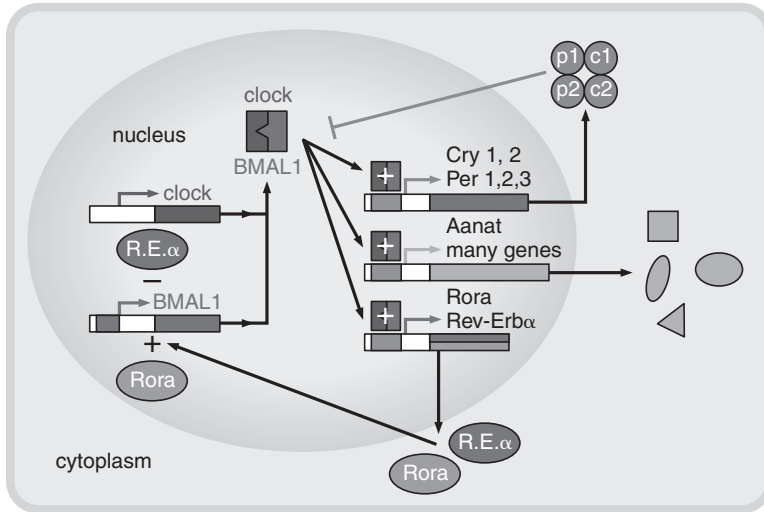 p1 c1
p2 c2
clock
nucleus
BMAL1
Cry 1, 2
Per 1,2,3
+
clock
R.E.α
−
Aanat
many genes
+
BMAL1
+
Rora
Rora
Rev-Erbα
+
R.E.α
Rora
cytoplasm